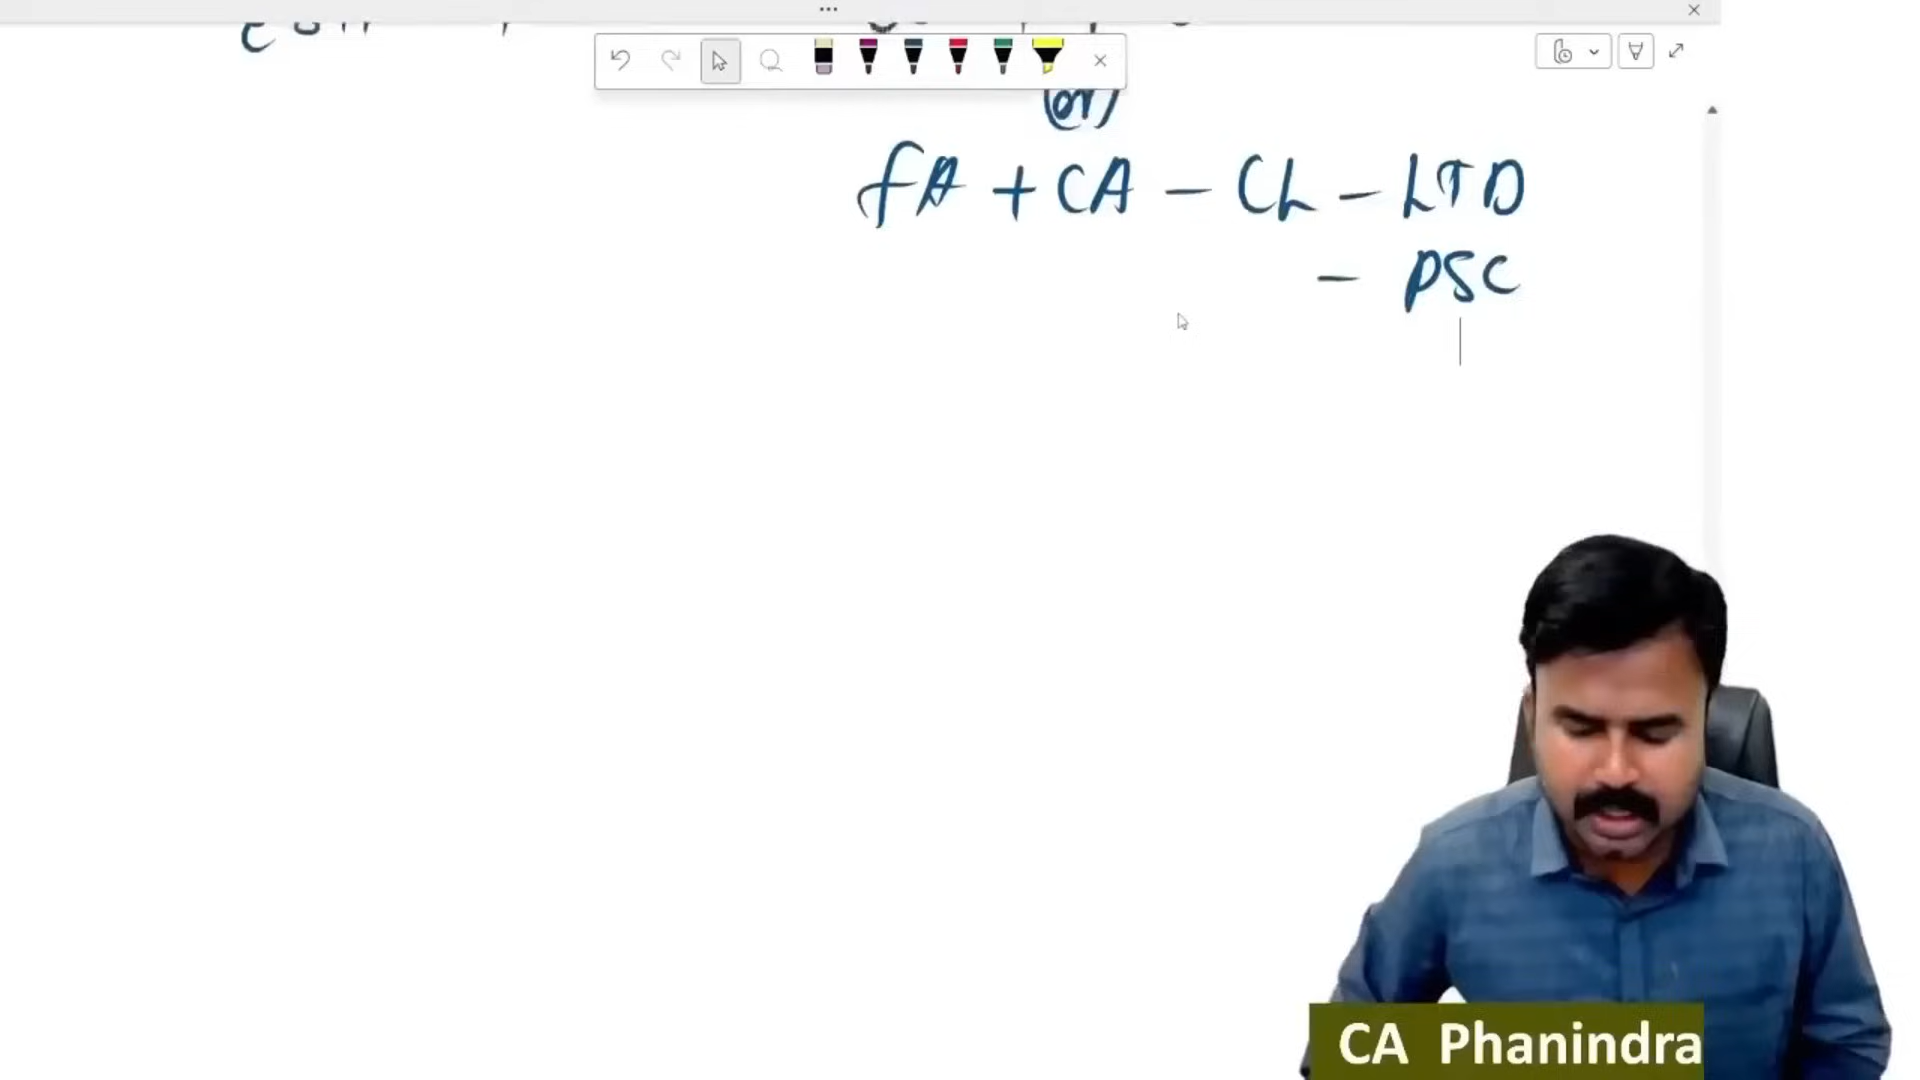 (or)
FA + CA - CL - LTD
- PSC
CA Phanindra